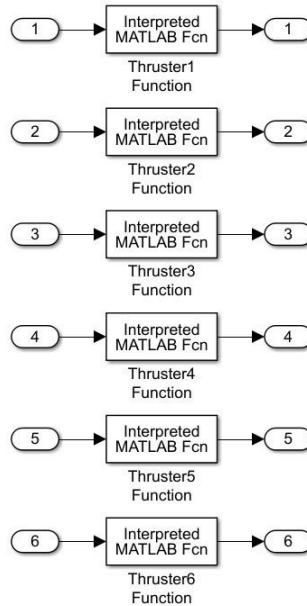 1
Interpreted
MATLAB Fcn
1
Thruster1
Function
2
Interpreted
MATLAB Fcn
2
Thruster2
Function
3
Interpreted
MATLAB Fcn
3
Thruster3
Function
4
Interpreted
MATLAB Fcn
4
Thruster4
Function
5
Interpreted
MATLAB Fcn
5
Thruster5
Function
6
Interpreted
MATLAB Fcn
6
Thruster6
Function